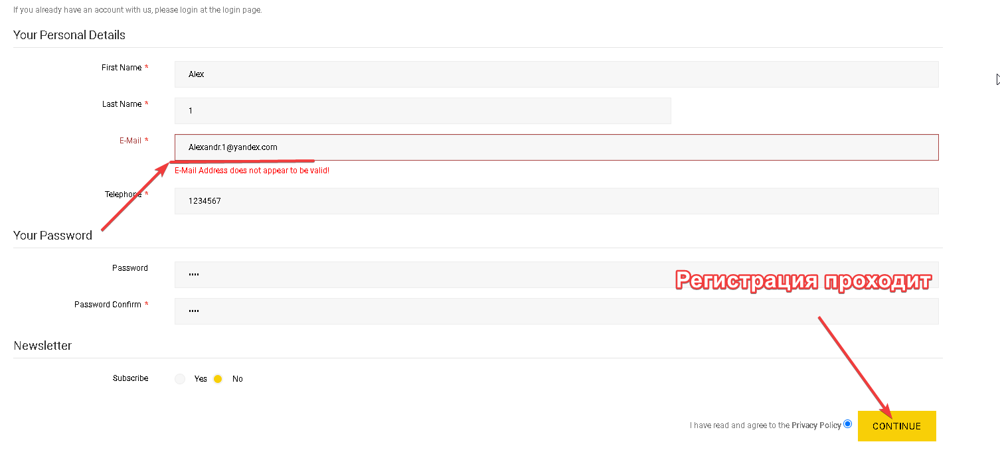 If you already have an account with us, please login at the login page.
Your Personal Details
First Name *
Alex
Last Name *
1
E-Mail *
Alexandr.1@yandex.com
E-Mail Address does not appear to be valid!
Telephone *
1234567
Your Password
Password
••••
Регистрация проходит
Password Confirm *
••••
Newsletter
Subscribe Yes No
I have read and agree to the Privacy Policy
CONTINUE